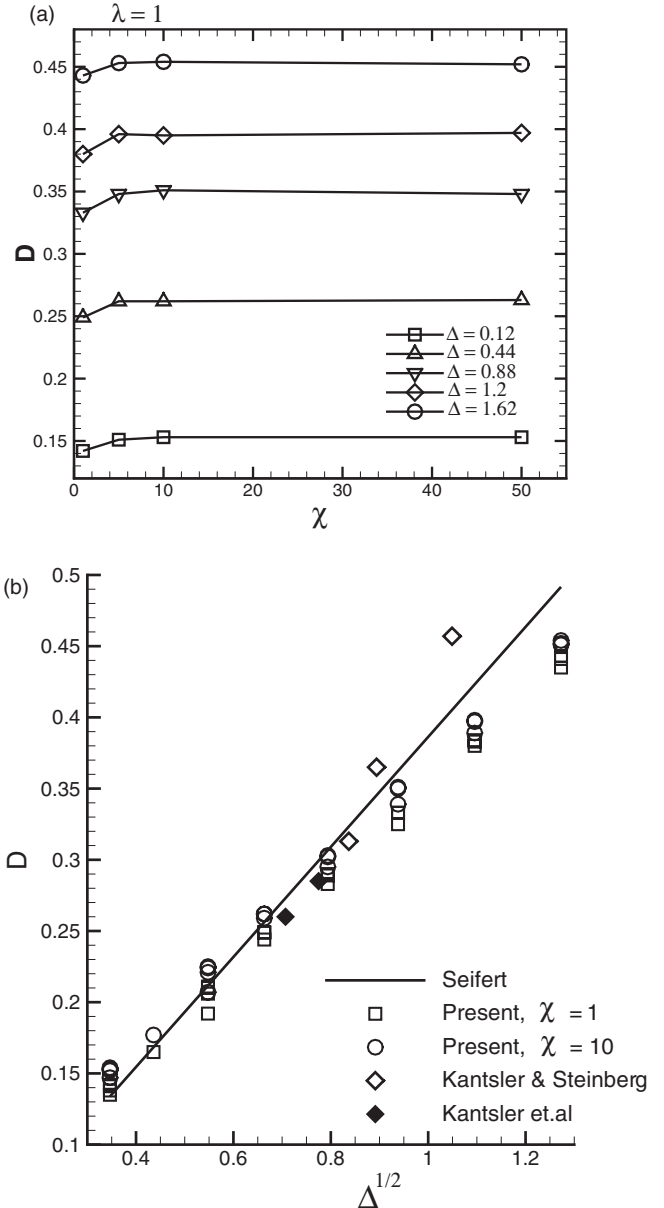 (a)
λ = 1
0.45
0.4
0.35
0.3
0.25
0.2
0.15
D
Δ = 0.12
Δ = 0.44
Δ = 0.88
Δ = 1.2
Δ = 1.62
0 10 20 30 40 50
χ
(b)
0.5
0.45
0.4
0.35
0.3
0.25
0.2
0.15
0.1
D
Seifert
Present, χ = 1
Present, χ = 10
Kantsler & Steinberg
Kantsler et.al
0.4 0.6 0.8 1 1.2
Δ^{1/2}